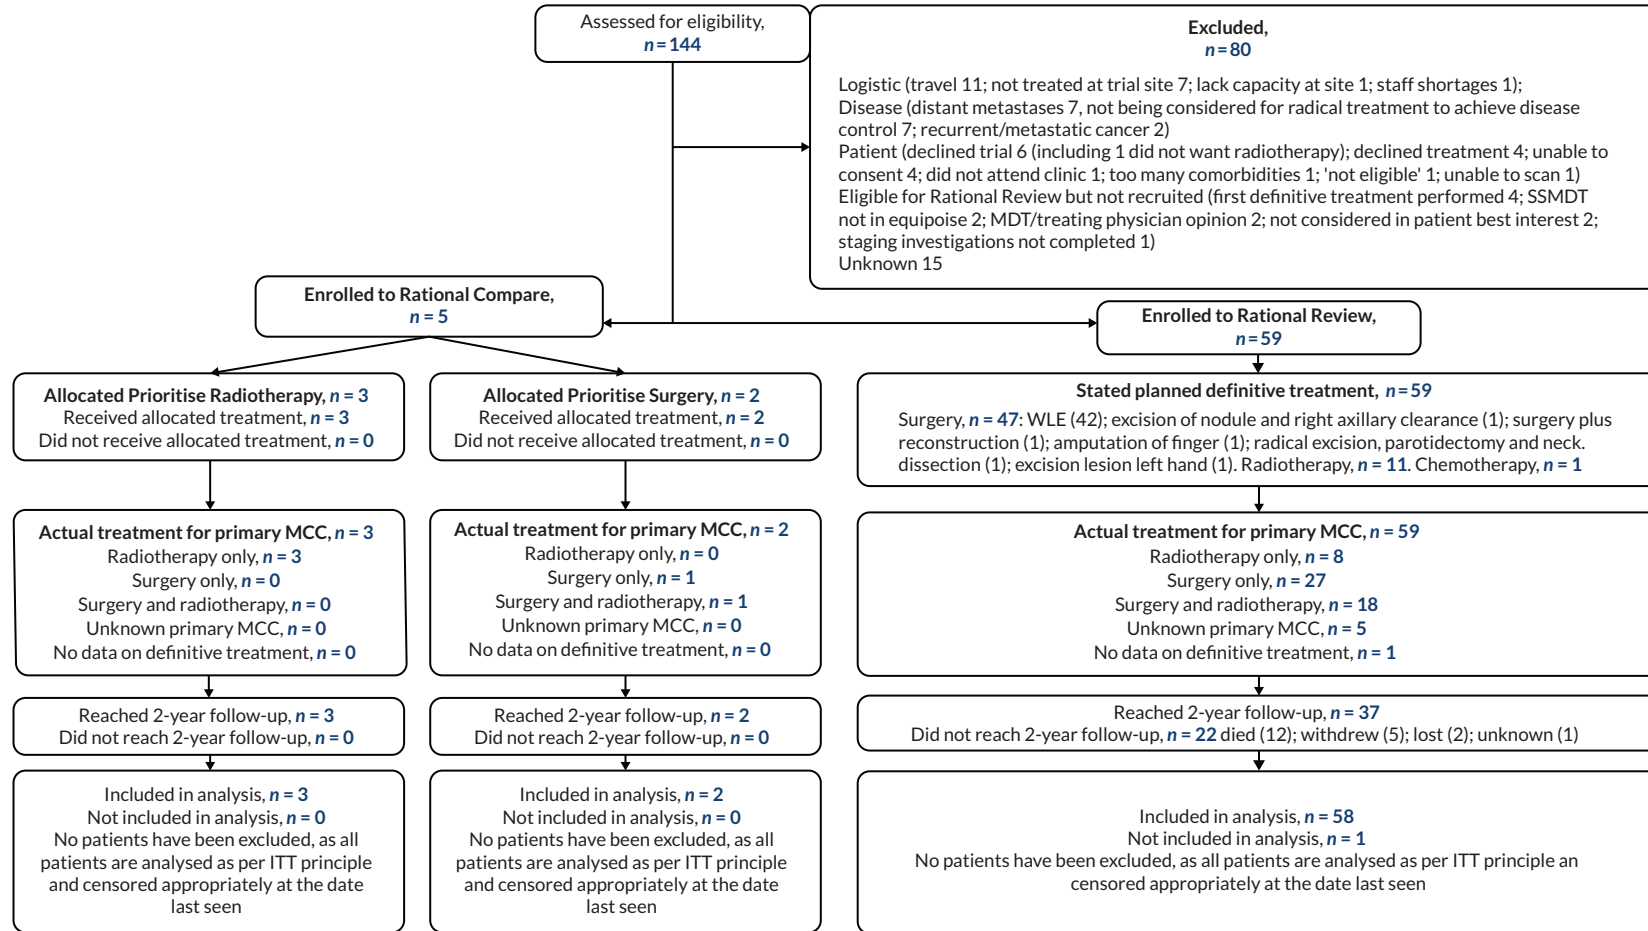 Assessed for eligibility,
n = 144
Excluded,
n = 80
Logistic (travel 11; not treated at trial site 7; lack capacity at site 1; staff shortages 1);
Disease (distant metastases 7, not being considered for radical treatment to achieve disease
control 7; recurrent/metastatic cancer 2)
Patient (declined trial 6 (including 1 did not want radiotherapy); declined treatment 4; unable to
consent 4; did not attend clinic 1; too many comorbidities 1; 'not eligible' 1; unable to scan 1)
Eligible for Rational Review but not recruited (first definitive treatment performed 4; SSMDT
not in equipoise 2; MDT/treating physician opinion 2; not considered in patient best interest 2;
staging investigations not completed 1)
Unknown 15
Enrolled to Rational Compare,
n = 5
Enrolled to Rational Review,
n = 59
Allocated Prioritise Radiotherapy, n = 3
Received allocated treatment, n = 3
Did not receive allocated treatment, n = 0
Allocated Prioritise Surgery, n = 2
Received allocated treatment, n = 2
Did not receive allocated treatment, n = 0
Stated planned definitive treatment, n = 59
Surgery, n = 47: WLE (42); excision of nodule and right axillary clearance (1); surgery plus
reconstruction (1); amputation of finger (1); radical excision, parotidectomy and neck.
dissection (1); excision lesion left hand (1). Radiotherapy, n = 11. Chemotherapy, n = 1
Actual treatment for primary MCC, n = 3
Radiotherapy only, n = 3
Surgery only, n = 0
Surgery and radiotherapy, n = 0
Unknown primary MCC, n = 0
No data on definitive treatment, n = 0
Actual treatment for primary MCC, n = 2
Radiotherapy only, n = 0
Surgery only, n = 1
Surgery and radiotherapy, n = 1
Unknown primary MCC, n = 0
No data on definitive treatment, n = 0
Actual treatment for primary MCC, n = 59
Radiotherapy only, n = 8
Surgery only, n = 27
Surgery and radiotherapy, n = 18
Unknown primary MCC, n = 5
No data on definitive treatment, n = 1
Reached 2-year follow-up, n = 3
Did not reach 2-year follow-up, n = 0
Reached 2-year follow-up, n = 2
Did not reach 2-year follow-up, n = 0
Reached 2-year follow-up, n = 37
Did not reach 2-year follow-up, n = 22 died (12); withdrew (5); lost (2); unknown (1)
Included in analysis, n = 3
Not included in analysis, n = 0
No patients have been excluded, as all
patients are analysed as per ITT principle
and censored appropriately at the date
last seen
Included in analysis, n = 2
Not included in analysis, n = 0
No patients have been excluded, as all
patients are analysed as per ITT principle
and censored appropriately at the date
last seen
Included in analysis, n = 58
Not included in analysis, n = 1
No patients have been excluded, as all patients are analysed as per ITT principle an
censored appropriately at the date last seen